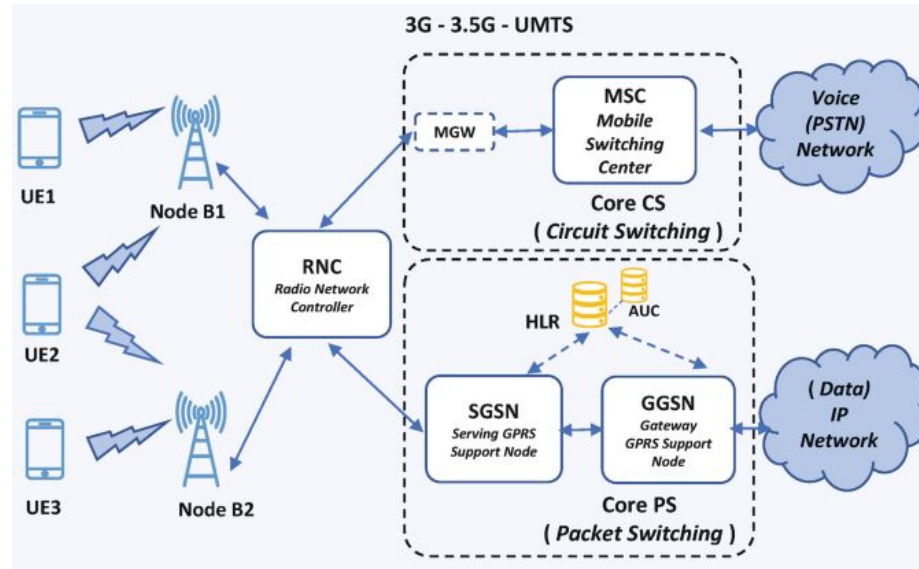 3G - 3.5G - UMTS
UE1
Node B1
UE2
UE3
Node B2
RNC
Radio Network
Controller
MGW
MSC
Mobile
Switching
Center
Core CS
( Circuit Switching )
Voice
(PSTN)
Network
HLR
AUC
SGSN
Serving GPRS
Support Node
GGSN
Gateway
GPRS Support
Node
Core PS
( Packet Switching )
( Data)
IP
Network